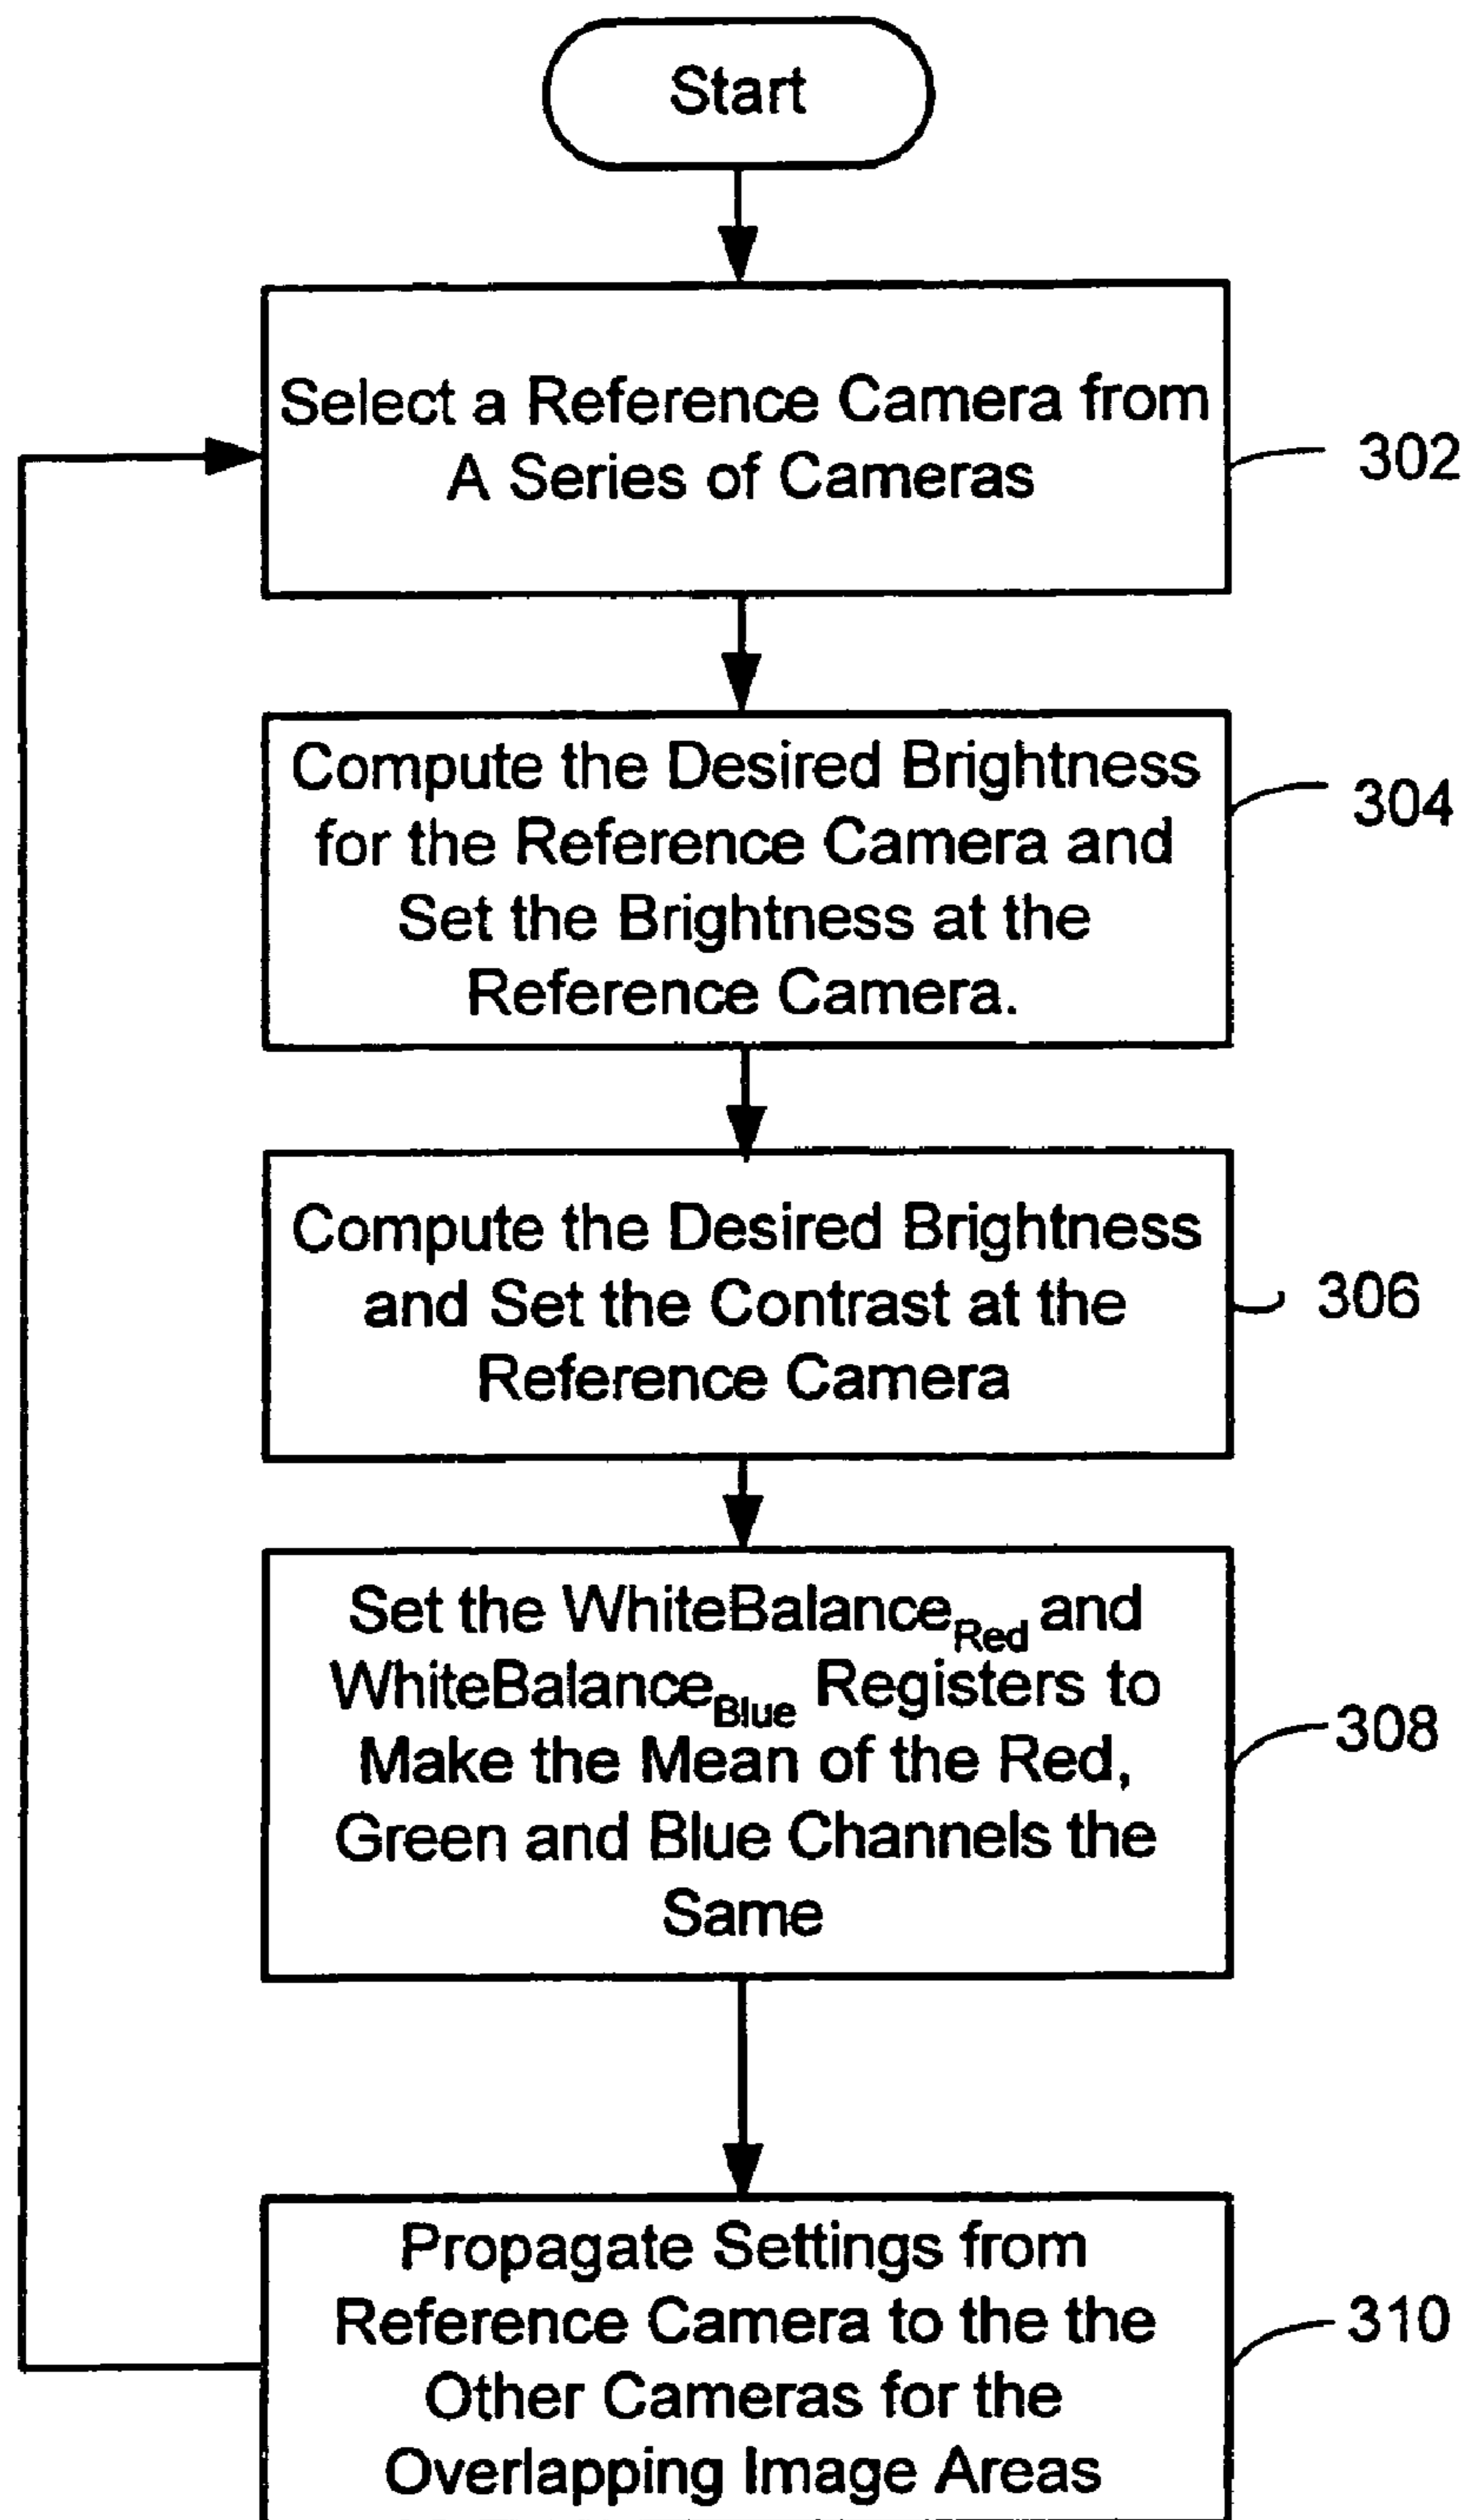 Start
Select a Reference Camera from
A Series of Cameras
302
Compute the Desired Brightness
for the Reference Camera and
Set the Brightness at the
Reference Camera.
304
Compute the Desired Brightness
and Set the Contrast at the
Reference Camera
306
Set the WhiteBalanceRed and
WhiteBalanceBlue Registers to
Make the Mean of the Red,
Green and Blue Channels the
Same
308
Propagate Settings from
Reference Camera to the the
Other Cameras for the
Overlapping Image Areas
310